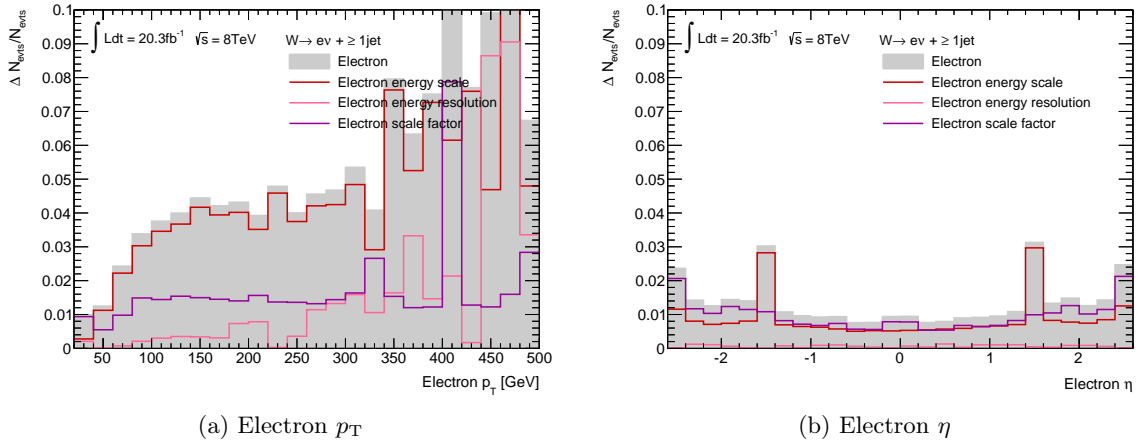 Δ N_evts/N_evts
0.1
0.09
0.08
0.07
0.06
0.05
0.04
0.03
0.02
0.01
0
∫ Ldt = 20.3fb⁻¹ √s = 8TeV
W→ eν + ≥ 1jet
Electron
Electron energy scale
Electron energy resolution
Electron scale factor
50 100 150 200 250 300 350 400 450 500
Electron p_T [GeV]
(a) Electron p_T
Δ N_evts/N_evts
0.1
0.09
0.08
0.07
0.06
0.05
0.04
0.03
0.02
0.01
0
∫ Ldt = 20.3fb⁻¹ √s = 8TeV
W→ eν + ≥ 1jet
Electron
Electron energy scale
Electron energy resolution
Electron scale factor
-2 -1 0 1 2
Electron η
(b) Electron η